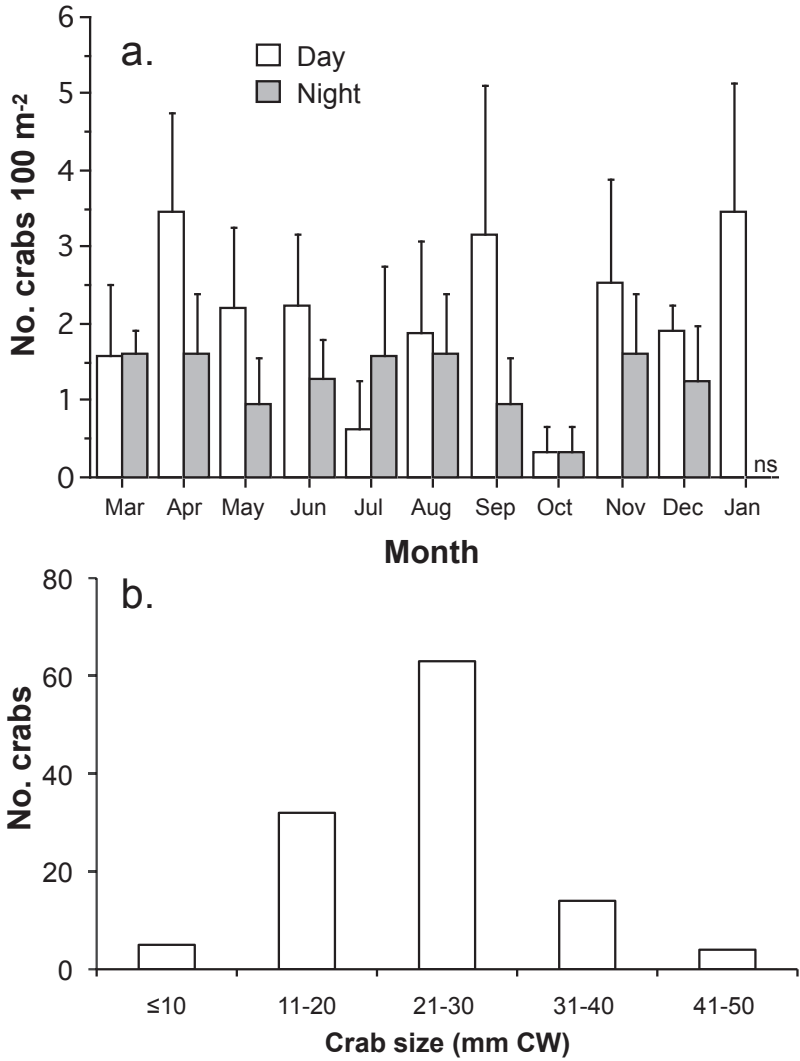 a.
Day
Night
No. crabs 100 m-2
6
5
4
3
2
1
0
ns
Mar Apr May Jun Jul Aug Sep Oct Nov Dec Jan
Month
b.
No. crabs
80
60
40
20
0
≤10 11-20 21-30 31-40 41-50
Crab size (mm CW)